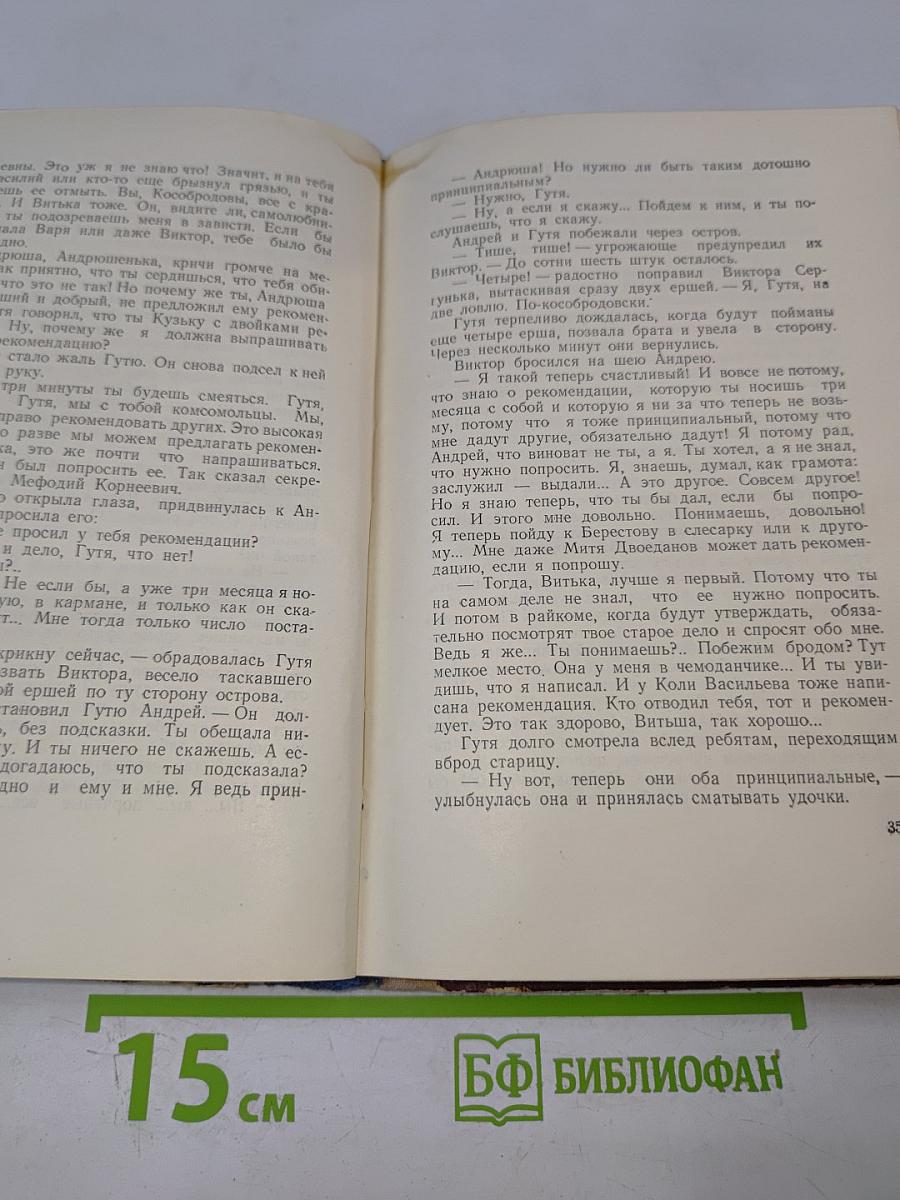 евны. Это уж я не знаю что! Значит, и на тебя
асилий или кто-то еще брызнул грязью, и ты
ешь ее отмыть. Вы, Кособродовы, все с кра-
. И Витька тоже. Он, видите ли, самолюбив-
ты подозреваешь меня в зависти. Если бы
ала Варя или даже Виктор, тебе было бы
дно.
дрюша, Андрюшенька, кричи громче на ме-
ак приятно, что ты сердишься, что тебя оби-
что это не так! Но почему же ты, Андрюша
ший и добрый, не предложил ему рекомен-
тя говорил, что ты Кузьку с двойками ре-
Ну, почему же я должна выпрашивать
рекомендацию?
стало жаль Гутю. Он снова подсел к ней
руку.
три минуты ты будешь смеяться. Гутя,
Гутя, мы с тобой комсомольцы. Мы,
право рекомендовать других. Это высокая
о разве мы можем предлагать рекомен-
ка, это же почти что напрашиваться.
н был попросить ее. Так сказал секре-
Мефодий Корнеевич.
о открыла глаза, придвинулась к Ан-
просила его:
е просил у тебя рекомендации?
и дело, Гутя, что нет!
ы?..
Не если бы, а уже три месяца я но-
ую, в кармане, и только как он ска-
т... Мне тогда только число поста-
крикну сейчас, — обрадовалась Гутя
звать Виктора, весело таскавшего
ой ершей по ту сторону острова.
становил Гутю Андрей. — Он дол-
ь, без подсказки. Ты обещала ни-
у. И ты ничего не скажешь. А ес-
догадаюсь, что ты подсказала?
дно и ему и мне. Я ведь прин-
— Андрюша! Но нужно ли быть таким дотошно
принципиальным?
— Нужно, Гутя.
— Ну, а если я скажу... Пойдем к ним, и ты по-
слушаешь, что я скажу.
Андрей и Гутя побежали через остров.
— Тише, тише! — угрожающе предупредил их
Виктор. — До сотни шесть штук осталось.
— Четыре! — радостно поправил Виктора Сер-
гунька, вытаскивая сразу двух ершей. — Я, Гутя, на
две ловлю. По-кособродовски.
Гутя терпеливо дождалась, когда будут пойманы
еще четыре ерша, позвала брата и увела в сторону.
Через несколько минут они вернулись.
Виктор бросился на шею Андрею.
— Я такой теперь счастливый! И вовсе не потому,
что знаю о рекомендации, которую ты носишь три
месяца с собой и которую я ни за что теперь не возь-
му, потому что я тоже принципиальный, потому что
мне дадут другие, обязательно дадут! Я потому рад,
Андрей, что виноват не ты, а я. Ты хотел, а я не знал,
что нужно попросить. Я, знаешь, думал, как грамота:
заслужил — выдали... А это другое. Совсем другое!
Но я знаю теперь, что ты бы дал, если бы попро-
сил. И этого мне довольно. Понимаешь, довольно!
Я теперь пойду к Берестову в слесарку или к друго-
му... Мне даже Митя Двоеданов может дать рекомен-
дацию, если я попрошу.
— Тогда, Витька, лучше я первый. Потому что ты
на самом деле не знал, что ее нужно попросить.
И потом в райкоме, когда будут утверждать, обяза-
тельно посмотрят твое старое дело и спросят обо мне.
Ведь я же... Ты понимаешь?.. Побежим бродом? Тут
мелкое место. Она у меня в чемоданчике... И ты уви-
дишь, что я написал. И у Коли Васильева тоже напи-
сана рекомендация. Кто отводил тебя, тот и рекомен-
дует. Это так здорово, Витьша, так хорошо...
Гутя долго смотрела вслед ребятам, переходящим
вброд старицу.
— Ну вот, теперь они оба принципиальные, —
улыбнулась она и принялась сматывать удочки.
35
15 см
БФ БИБЛИОФАН